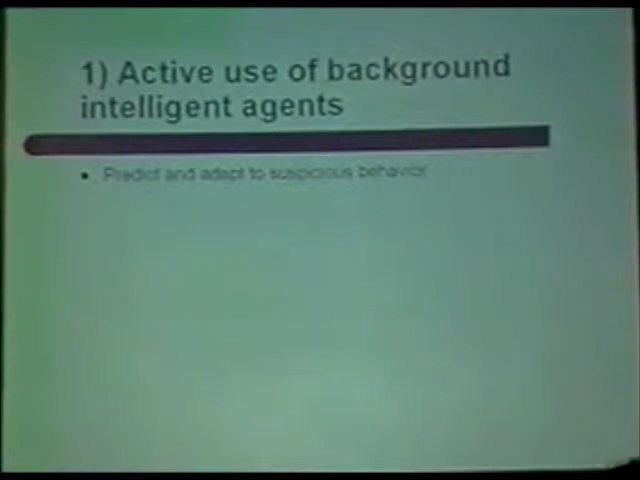 1) Active use of background
intelligent agents
• Predict and adapt to suspicious behavior